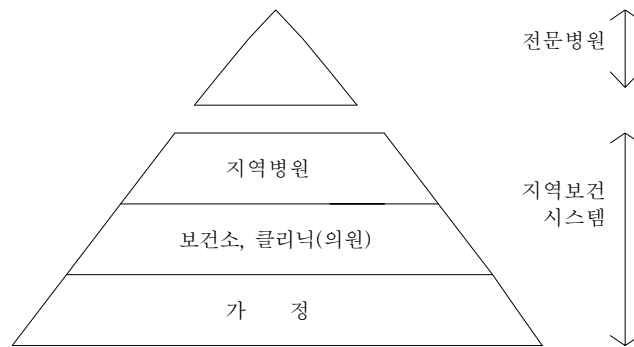 전문병원
지역병원
지역보건
시스템
보건소, 클리닉(의원)
가 정